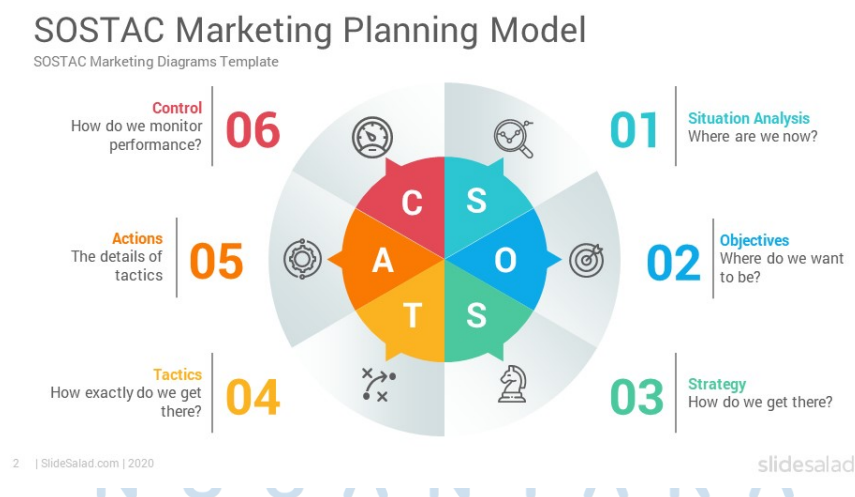 SOSTAC Marketing Planning Model
SOSTAC Marketing Diagrams Template
Control
How do we monitor
performance?
06
01
Situation Analysis
Where are we now?
C
S
Actions
The details of
tactics
05
A
O
02
Objectives
Where do we want
to be?
T
S
Tactics
How exactly do we get
there?
04
03
Strategy
How do we get there?
2 | SlideSalad.com | 2020
slidesalad